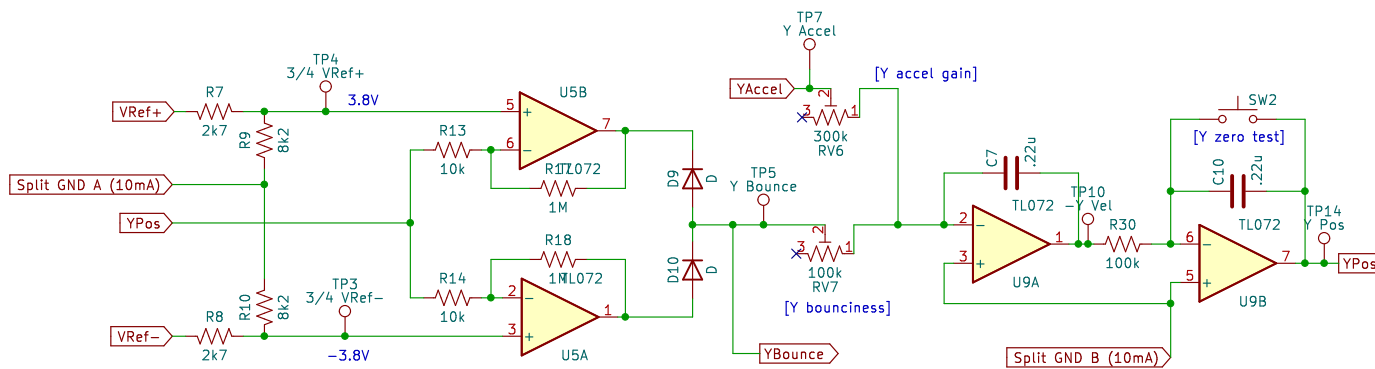 TP7
Y Accel
TP4
3/4 VRef+
[Y accel gain]
YAccel
R7
VRef+
2k7
3.8V
U5B
5
6
7
R9
8k2
R13
10k
R17
TL072
1M
2
3
1
300k
RV6
SW2
[Y zero test]
C7
.22u
C10
.22u
Split GND A (10mA)
YPos
D9
D
TP5
Y Bounce
TP10
-Y Vel
TL072
TL072
TP14
Y Pos
R18
TL072
1M
R14
10k
D10
D
2
3
1
100k
RV7
[Y bounciness]
2
3
1
U9A
R30
100k
6
5
7
U9B
YPos
R10
8k2
TP3
3/4 VRef-
R8
VRef-
2k7
-3.8V
2
3
1
U5A
YBounce
Split GND B (10mA)